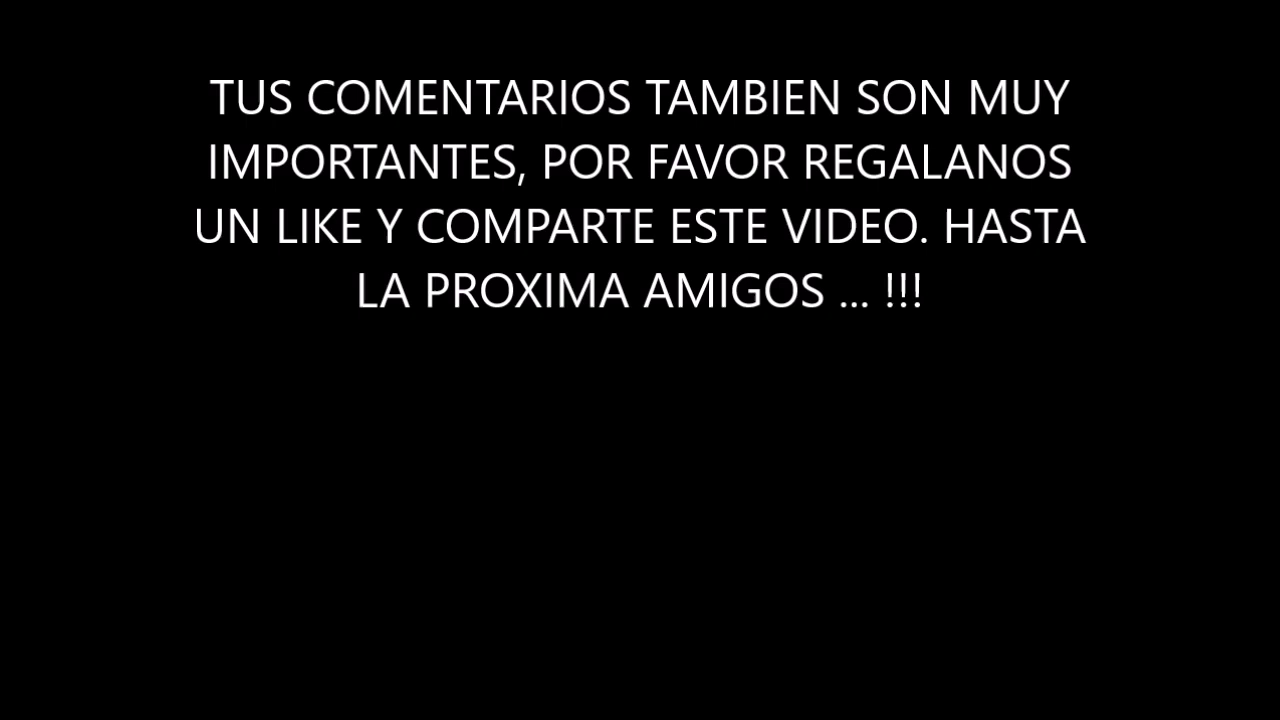 TUS COMENTARIOS TAMBIEN SON MUY
IMPORTANTES, POR FAVOR REGALANOS
UN LIKE Y COMPARTE ESTE VIDEO. HASTA
LA PROXIMA AMIGOS ... !!!